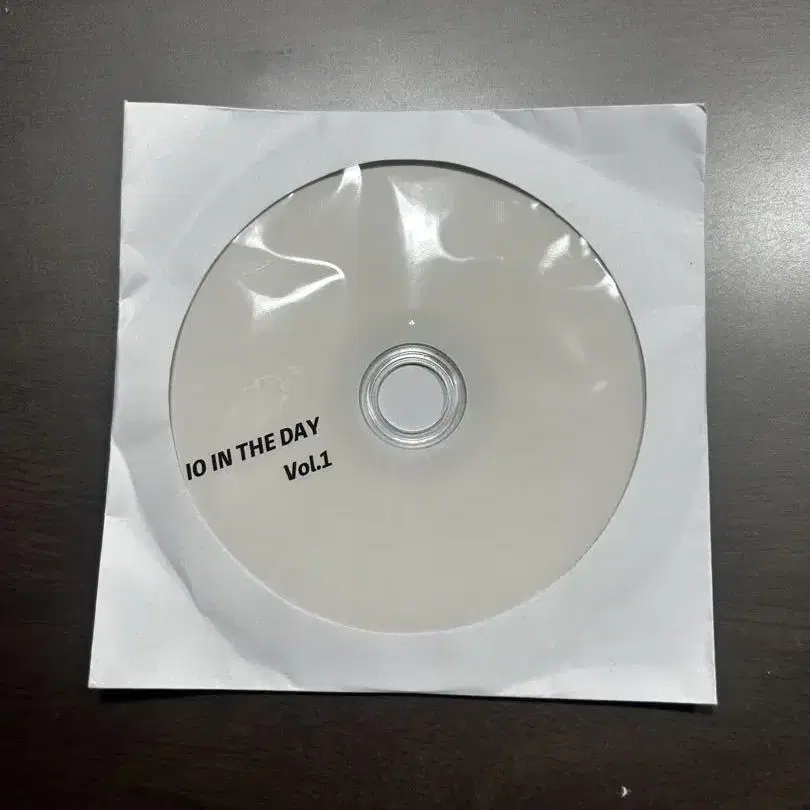 IO IN THE DAY
Vol.1